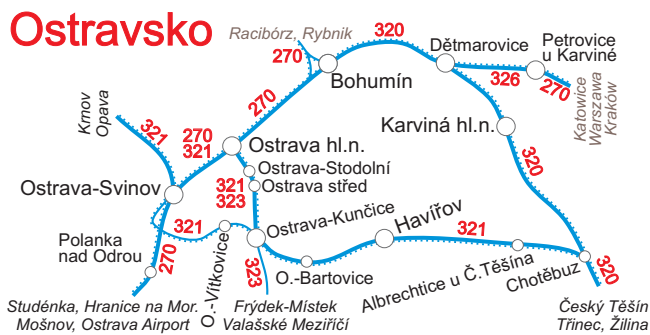 Ostravsko
Racibórz, Rybnik
320
Dětmarovice
Petrovice
u Karviné
270
Bohumín
326
270
270
Katowice
Warszawa
Kraków
Krnov
Opava
321
270
321
Ostrava hl.n.
Karviná hl.n.
320
Ostrava-Stodolní
Ostrava střed
Ostrava-Svinov
321
323
Ostrava-Kunčice
Havířov
321
321
Polanka
nad Odrou
270
O.-Vítkovice
323
O.-Bartovice
Albrechtice u Č.Těšína
Chotěbuz
320
Studénka, Hranice na Mor.
Mošnov, Ostrava Airport
Frýdek-Místek
Valašské Meziříčí
Český Těšín
Třinec, Žilina